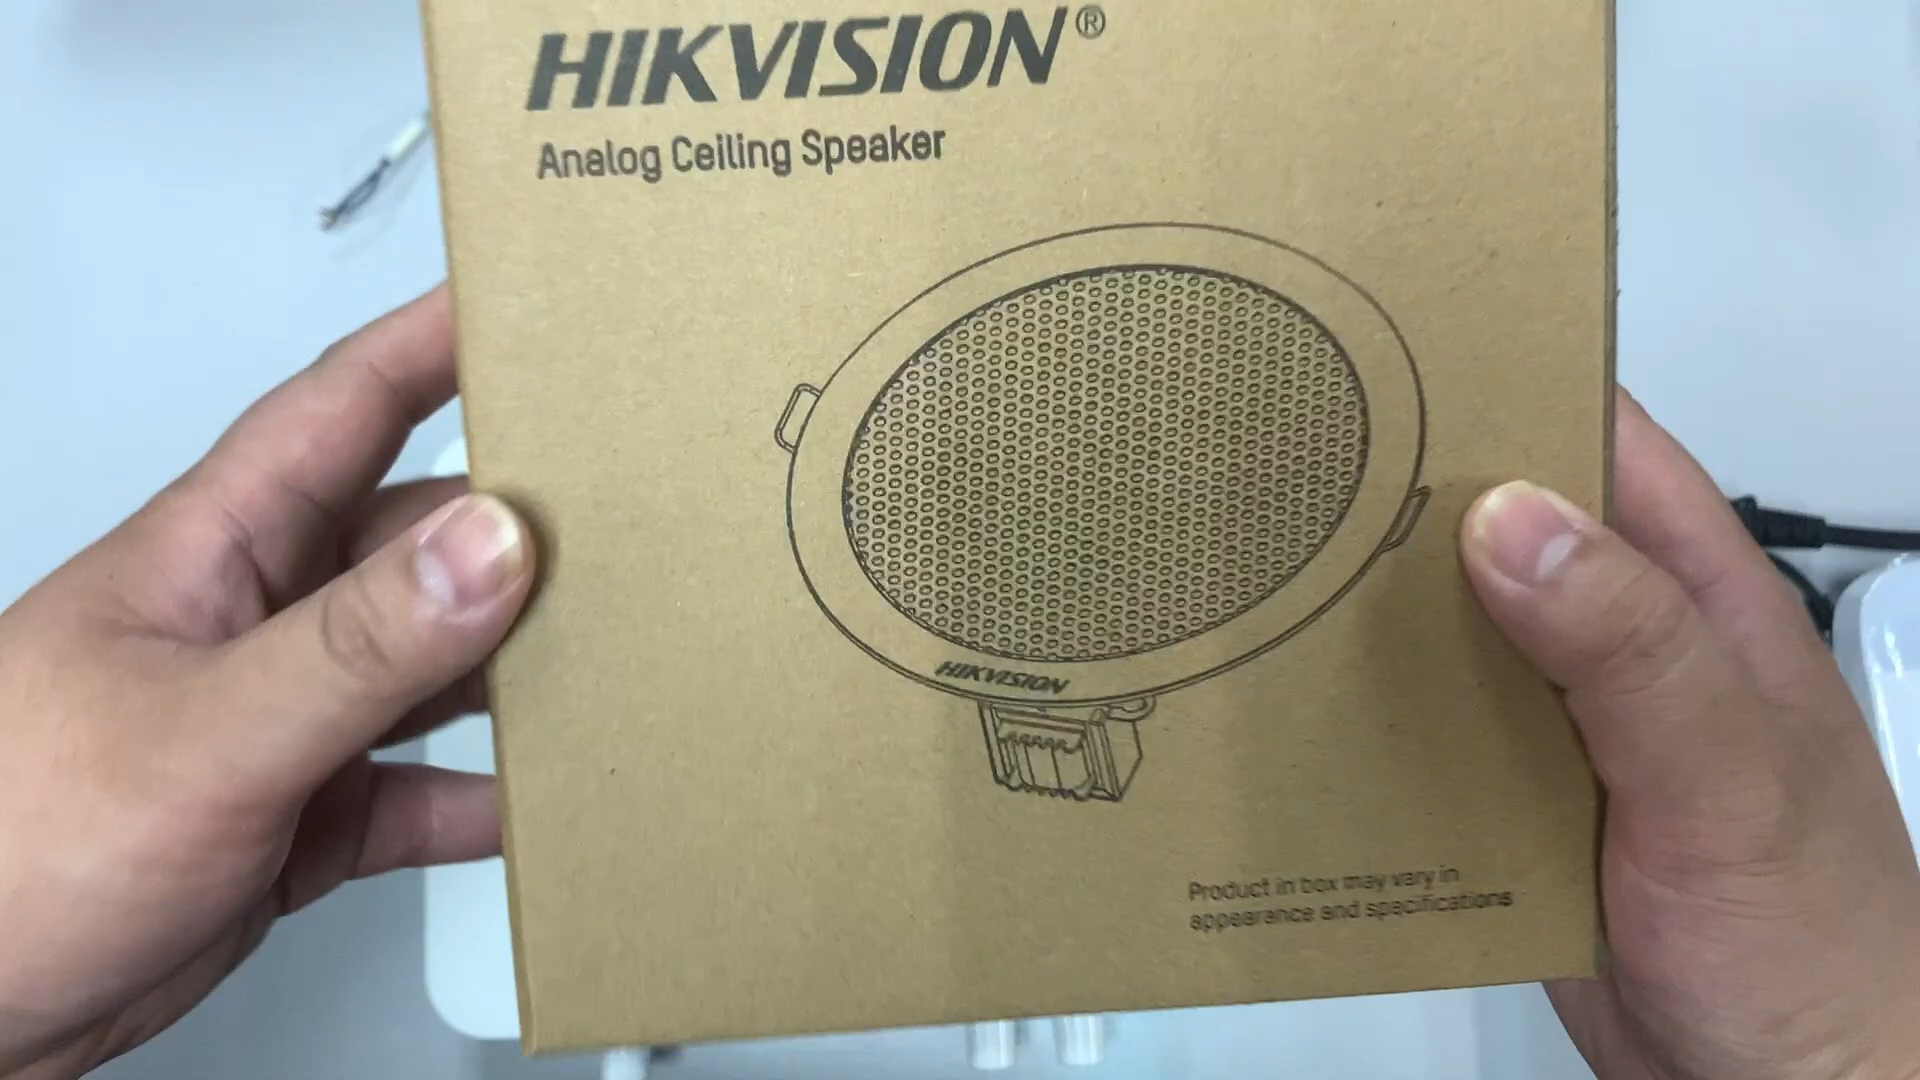 HIKVISION®
Analog Ceiling Speaker
HIKVISION
Product in box may vary in
appearance and specifications